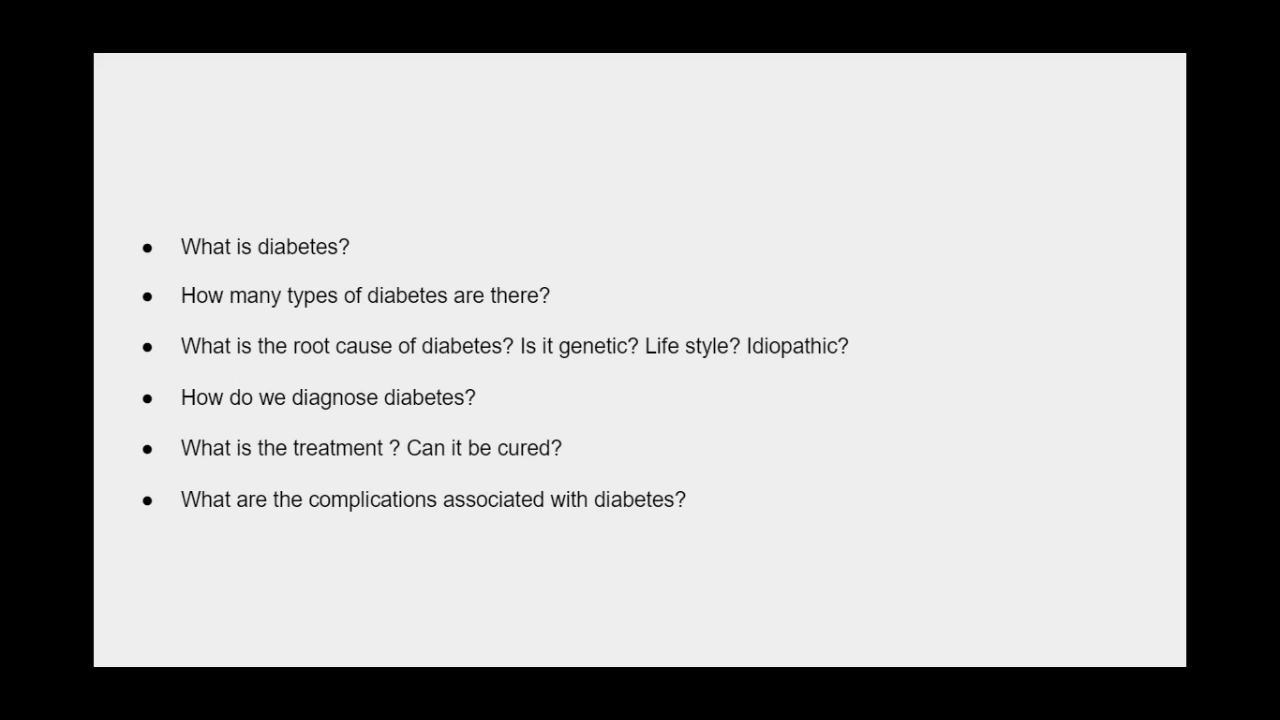 ● What is diabetes?
● How many types of diabetes are there?
● What is the root cause of diabetes? Is it genetic? Life style? Idiopathic?
● How do we diagnose diabetes?
● What is the treatment ? Can it be cured?
● What are the complications associated with diabetes?